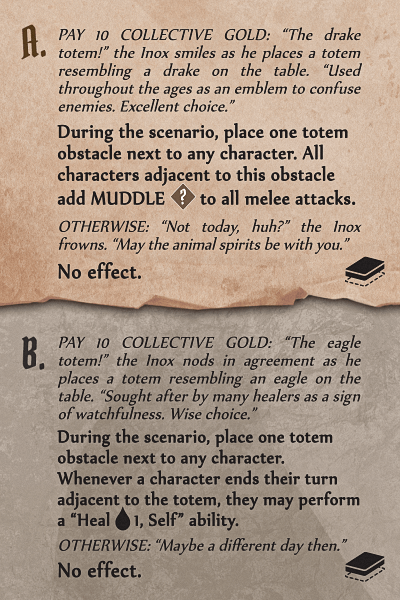 A. PAY 10 COLLECTIVE GOLD: “The drake
totem!” the Inox smiles as he places a totem
resembling a drake on the table. “Used
throughout the ages as an emblem to confuse
enemies. Excellent choice.”
During the scenario, place one totem
obstacle next to any character. All
characters adjacent to this obstacle
add MUDDLE ? to all melee attacks.
OTHERWISE: “Not today, huh?” the Inox
frowns. “May the animal spirits be with you.”
No effect.
B. PAY 10 COLLECTIVE GOLD: “The eagle
totem!” the Inox nods in agreement as he
places a totem resembling an eagle on the
table. “Sought after by many healers as a sign
of watchfulness. Wise choice.”
During the scenario, place one totem
obstacle next to any character.
Whenever a character ends their turn
adjacent to the totem, they may perform
a “Heal 1, Self” ability.
OTHERWISE: “Maybe a different day then.”
No effect.